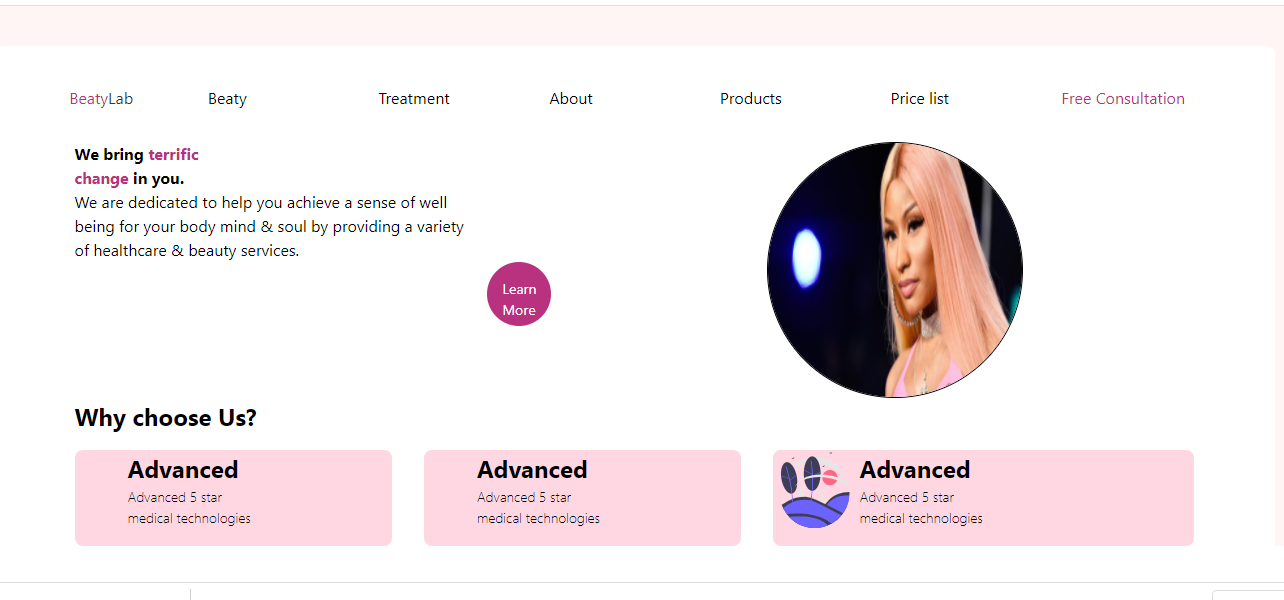 BeatyLab Beaty Treatment About Products Price list Free Consultation
We bring terrific
change in you.
We are dedicated to help you achieve a sense of well
being for your body mind & soul by providing a variety
of healthcare & beauty services.
Learn
More
Why choose Us?
Advanced
Advanced 5 star
medical technologies
Advanced
Advanced 5 star
medical technologies
Advanced
Advanced 5 star
medical technologies